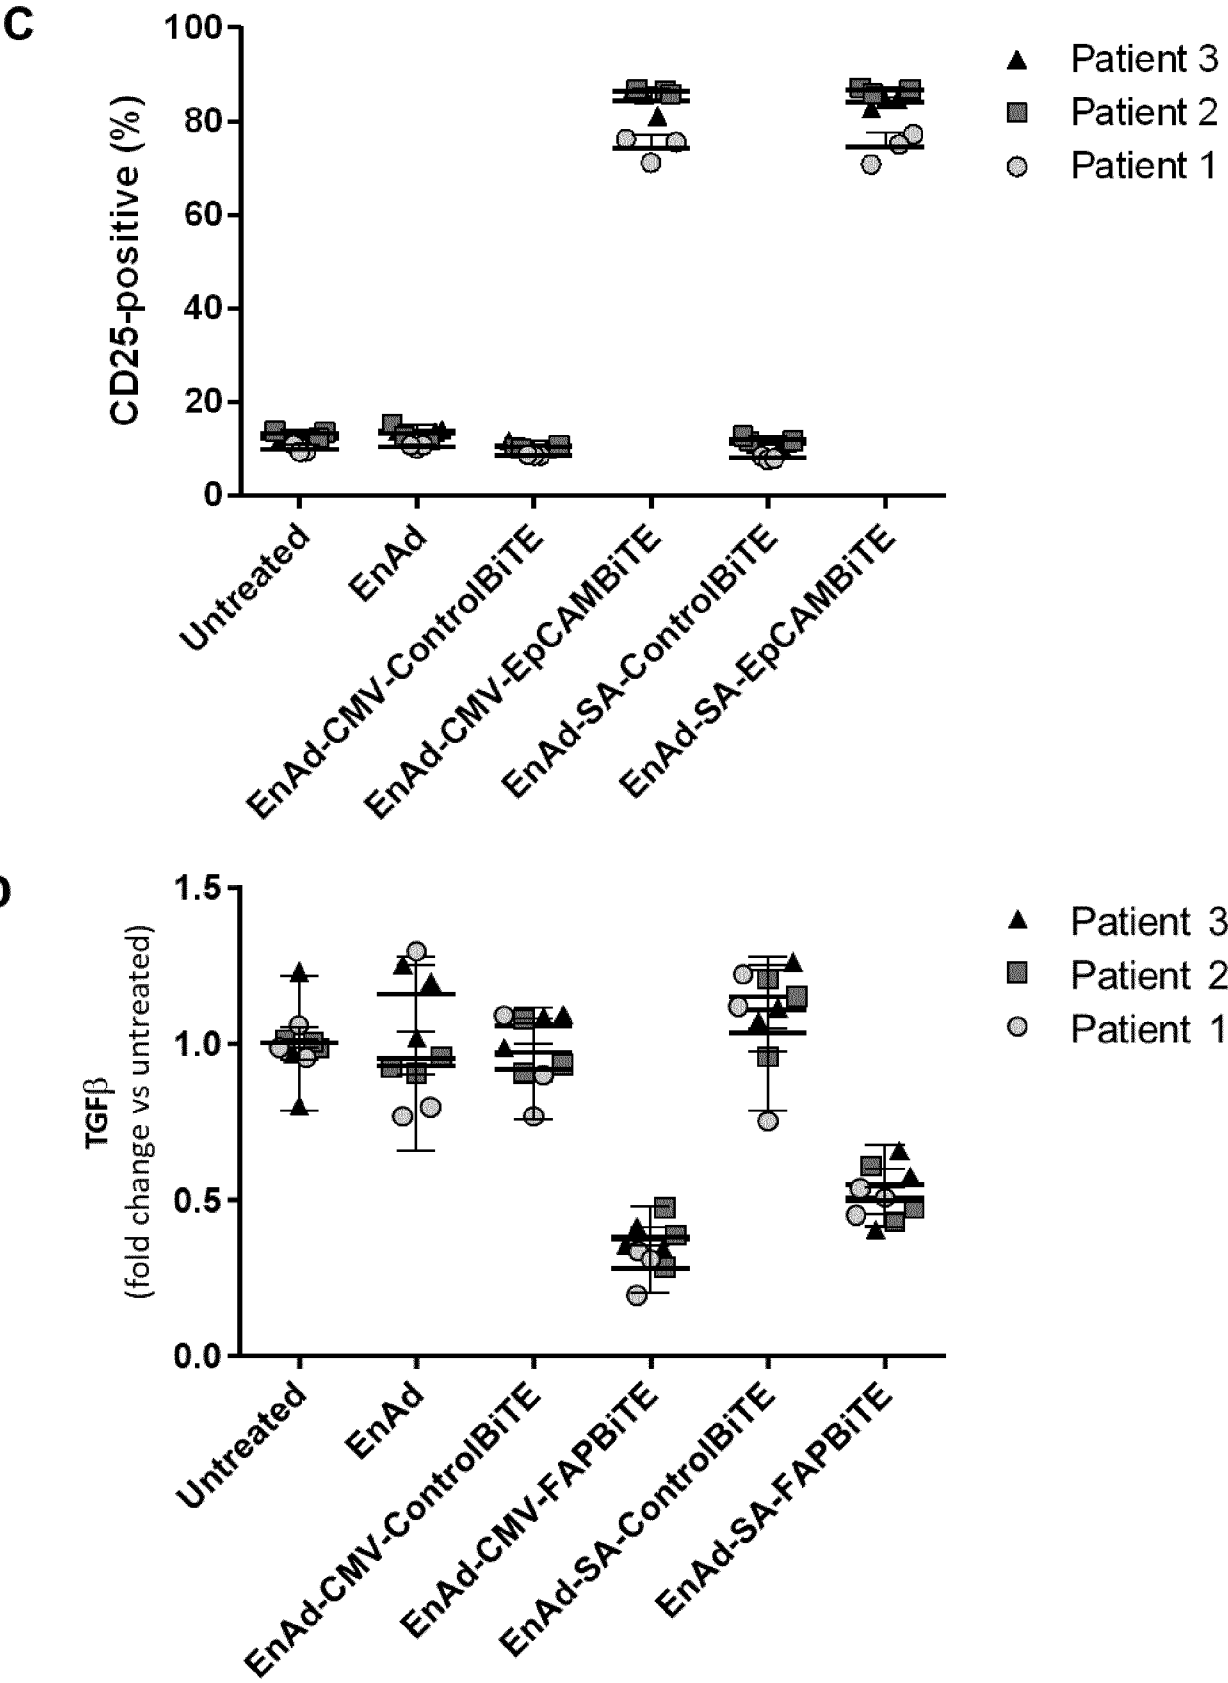 C
CD25-positive (%)
100
80
60
40
20
0
Patient 3
Patient 2
Patient 1
Untreated
EnAd
EnAd-CMV-ControlBiTE
EnAd-CMV-EpCAMBiTE
EnAd-SA-ControlBiTE
EnAd-SA-EpCAMBiTE
D
TGFβ
(fold change vs untreated)
1.5
1.0
0.5
0.0
Patient 3
Patient 2
Patient 1
Untreated
EnAd
EnAd-CMV-ControlBiTE
EnAd-CMV-FAPBiTE
EnAd-SA-ControlBiTE
EnAd-SA-FAPBiTE